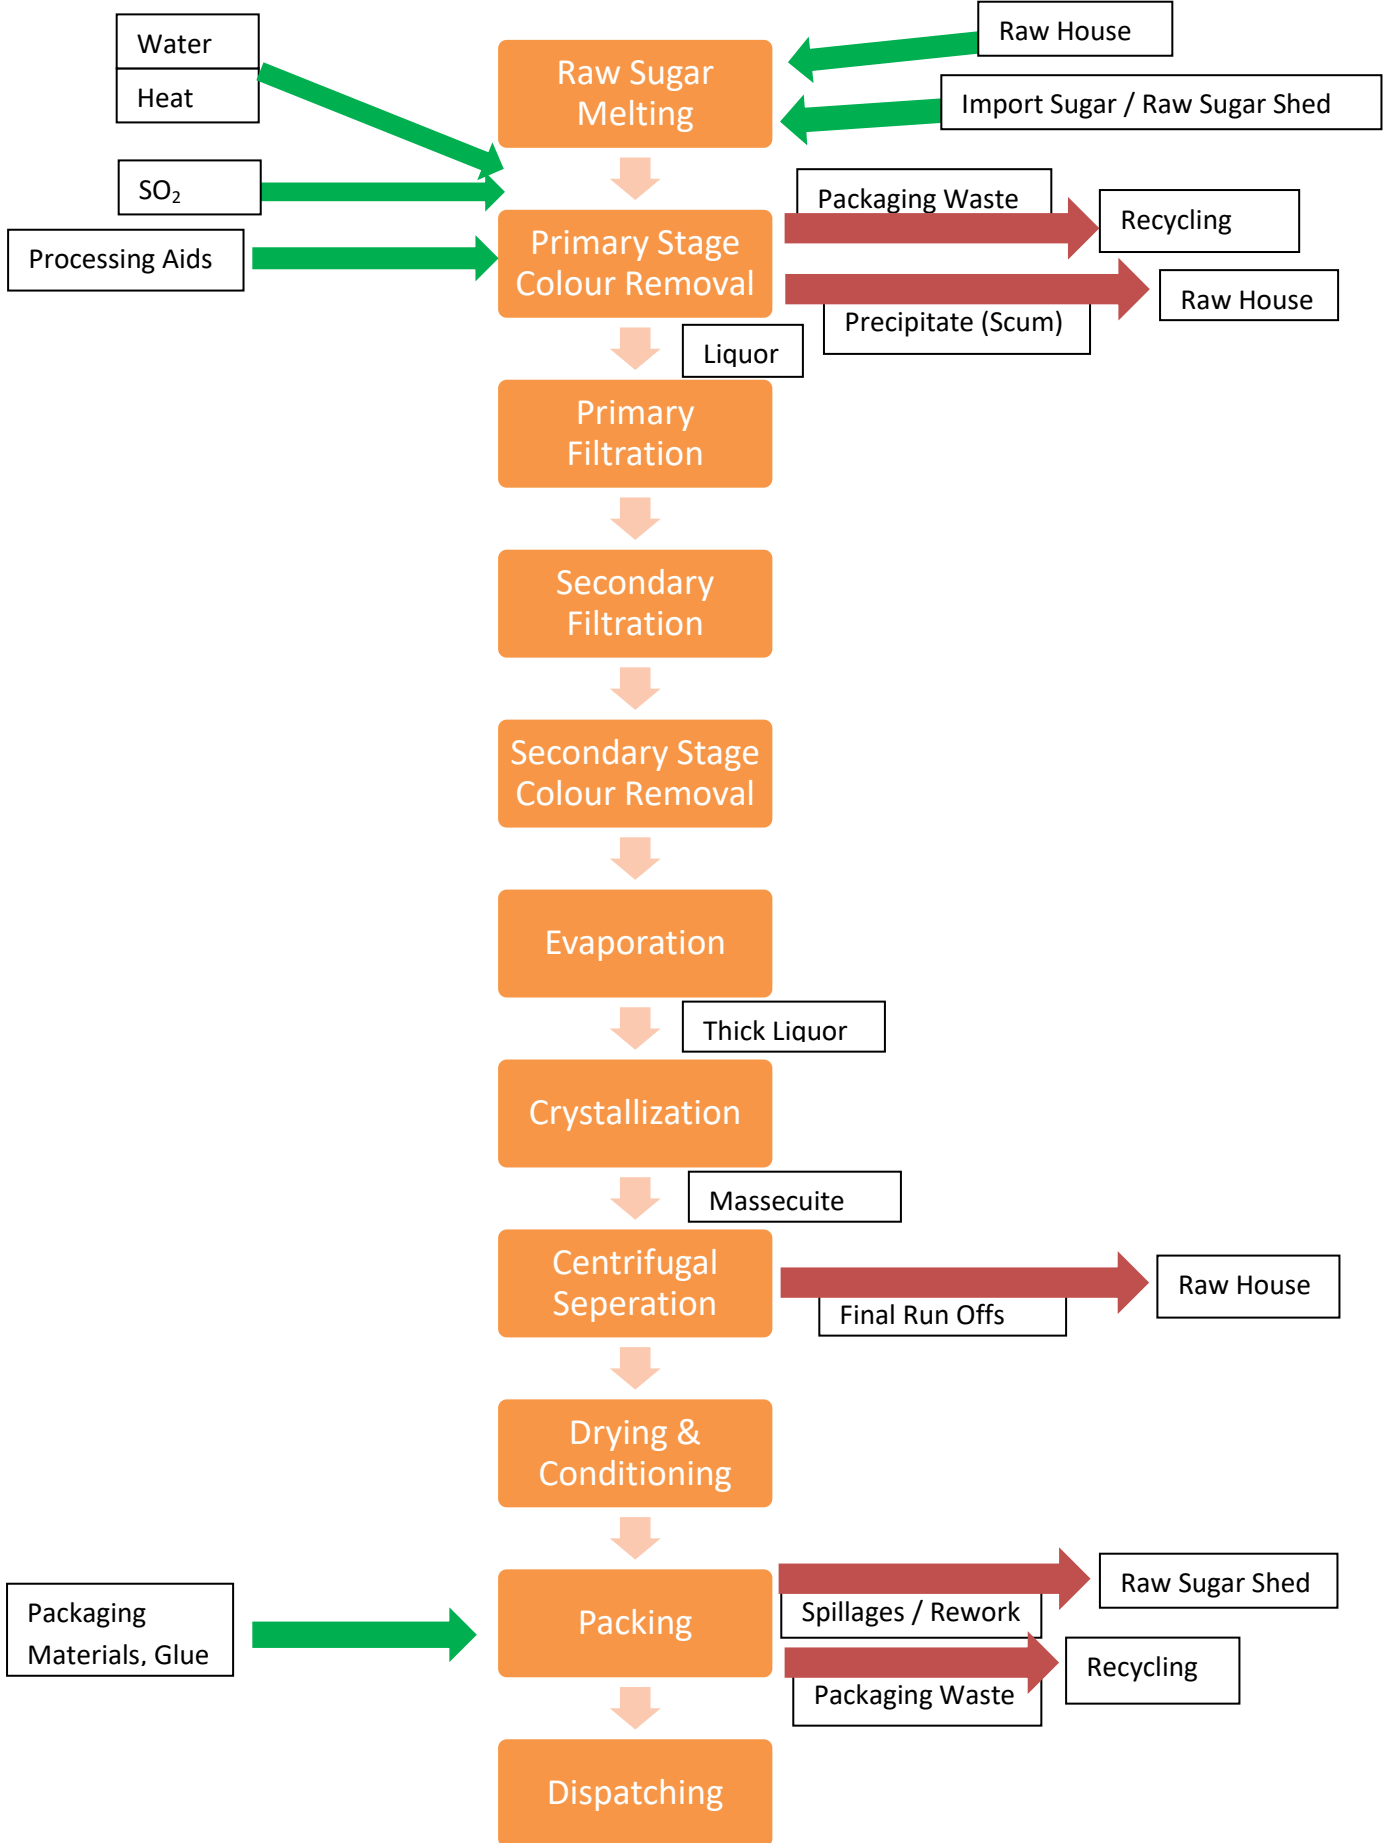 Water
Heat
Raw Sugar
Melting
Raw House
Import Sugar / Raw Sugar Shed
SO₂
Processing Aids
Primary Stage
Colour Removal
Packaging Waste
Recycling
Precipitate (Scum)
Raw House
Liquor
Primary
Filtration
Secondary
Filtration
Secondary Stage
Colour Removal
Evaporation
Thick Liquor
Crystallization
Massecuite
Centrifugal
Seperation
Final Run Offs
Raw House
Drying &
Conditioning
Packaging
Materials, Glue
Packing
Spillages / Rework
Raw Sugar Shed
Packaging Waste
Recycling
Dispatching